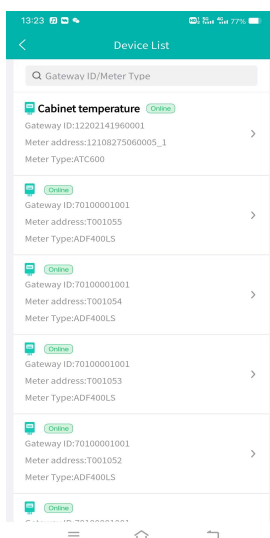 13:23 77%
Device List
Gateway ID/Meter Type
Cabinet temperature Online
Gateway ID:12202141960001
Meter address:12108275060005_1
Meter Type:ATC600
Online
Gateway ID:70100001001
Meter address:T001055
Meter Type:ADF400LS
Online
Gateway ID:70100001001
Meter address:T001054
Meter Type:ADF400LS
Online
Gateway ID:70100001001
Meter address:T001053
Meter Type:ADF400LS
Online
Gateway ID:70100001001
Meter address:T001052
Meter Type:ADF400LS
Online